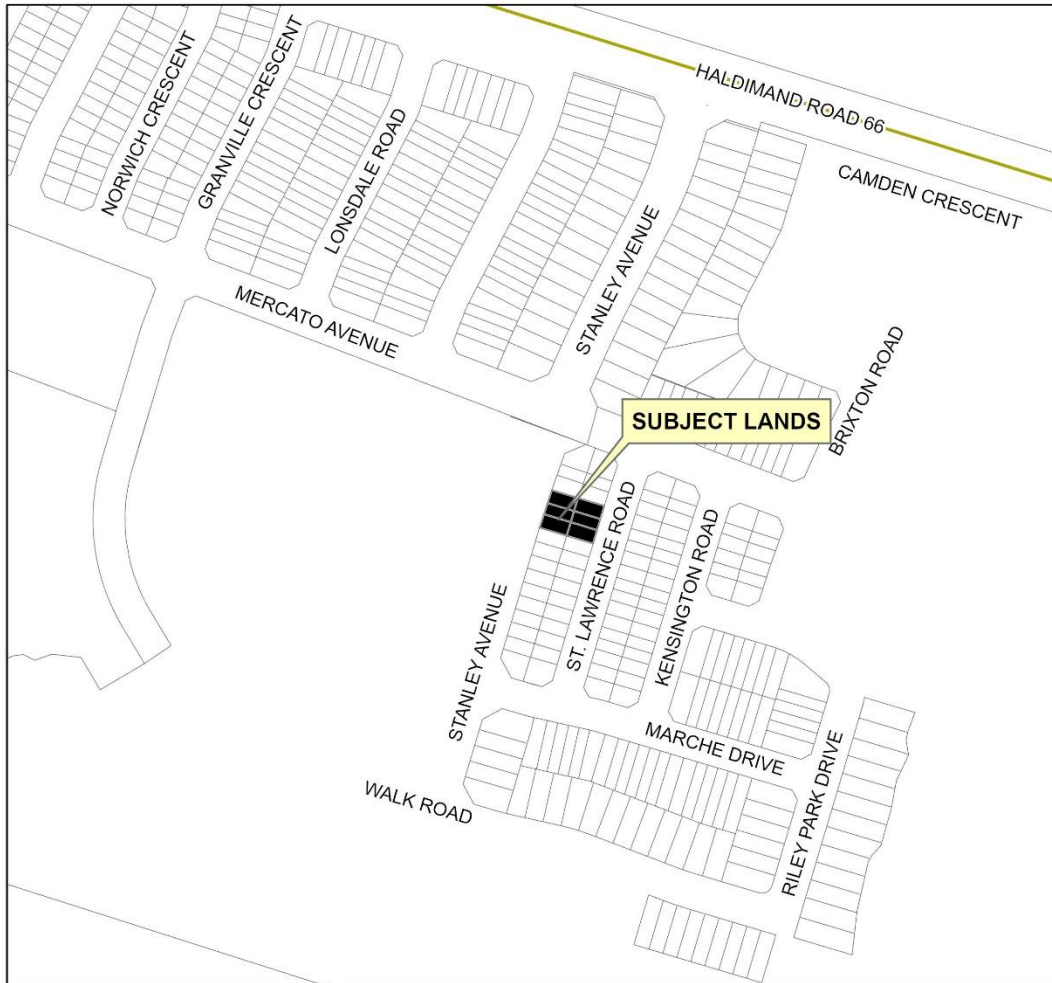 HALDIMAND ROAD 66
CAMDEN CRESCENT
NORWICH CRESCENT
GRANVILLE CRESCENT
LONSDALE ROAD
STANLEY AVENUE
MERCATO AVENUE
BRIXTON ROAD
SUBJECT LANDS
ST. LAWRENCE ROAD
KENSINGTON ROAD
STANLEY AVENUE
MARCHE DRIVE
WALK ROAD
RILEY PARK DRIVE